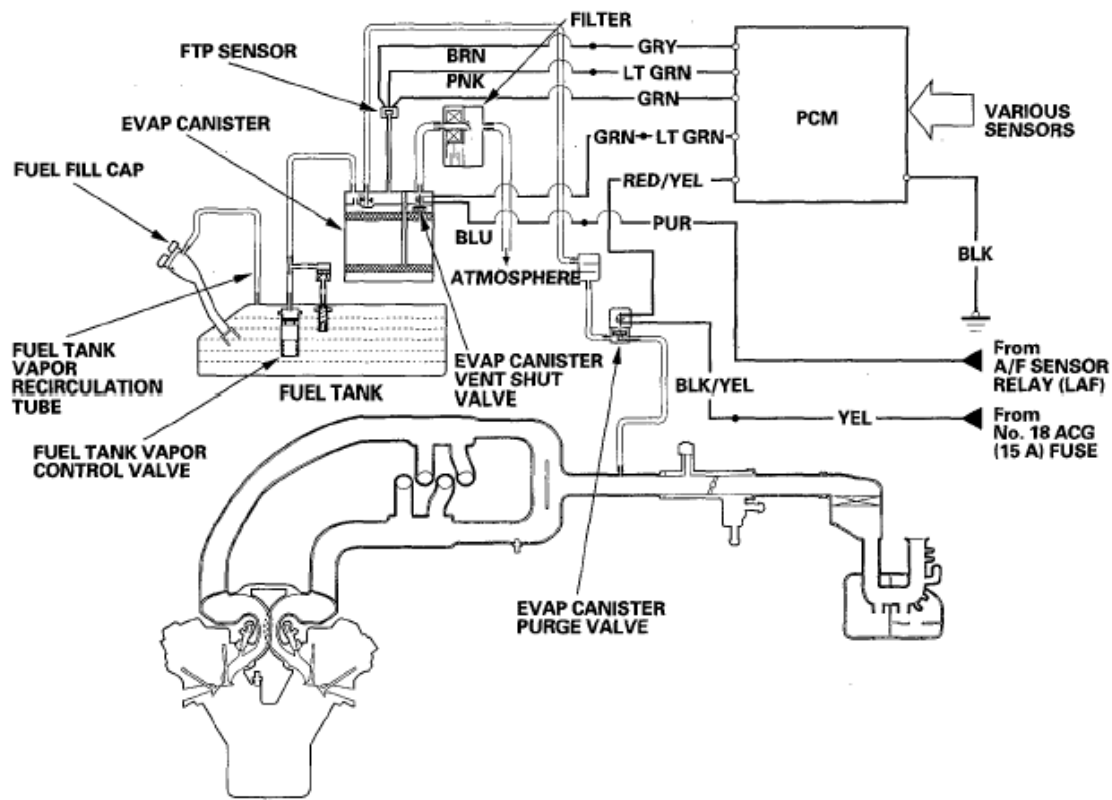 FILTER
FTP SENSOR
BRN
GRY
PNK
LT GRN
GRN
EVAP CANISTER
PCM
VARIOUS
SENSORS
GRN
LT GRN
FUEL FILL CAP
RED/YEL
BLU
PUR
BLK
ATMOSPHERE
FUEL TANK
VAPOR
RECIRCULATION
TUBE
FUEL TANK
EVAP CANISTER
VENT SHUT
VALVE
BLK/YEL
From
A/F SENSOR
RELAY (LAF)
YEL
From
No. 18 ACG
(15 A) FUSE
FUEL TANK VAPOR
CONTROL VALVE
EVAP CANISTER
PURGE VALVE